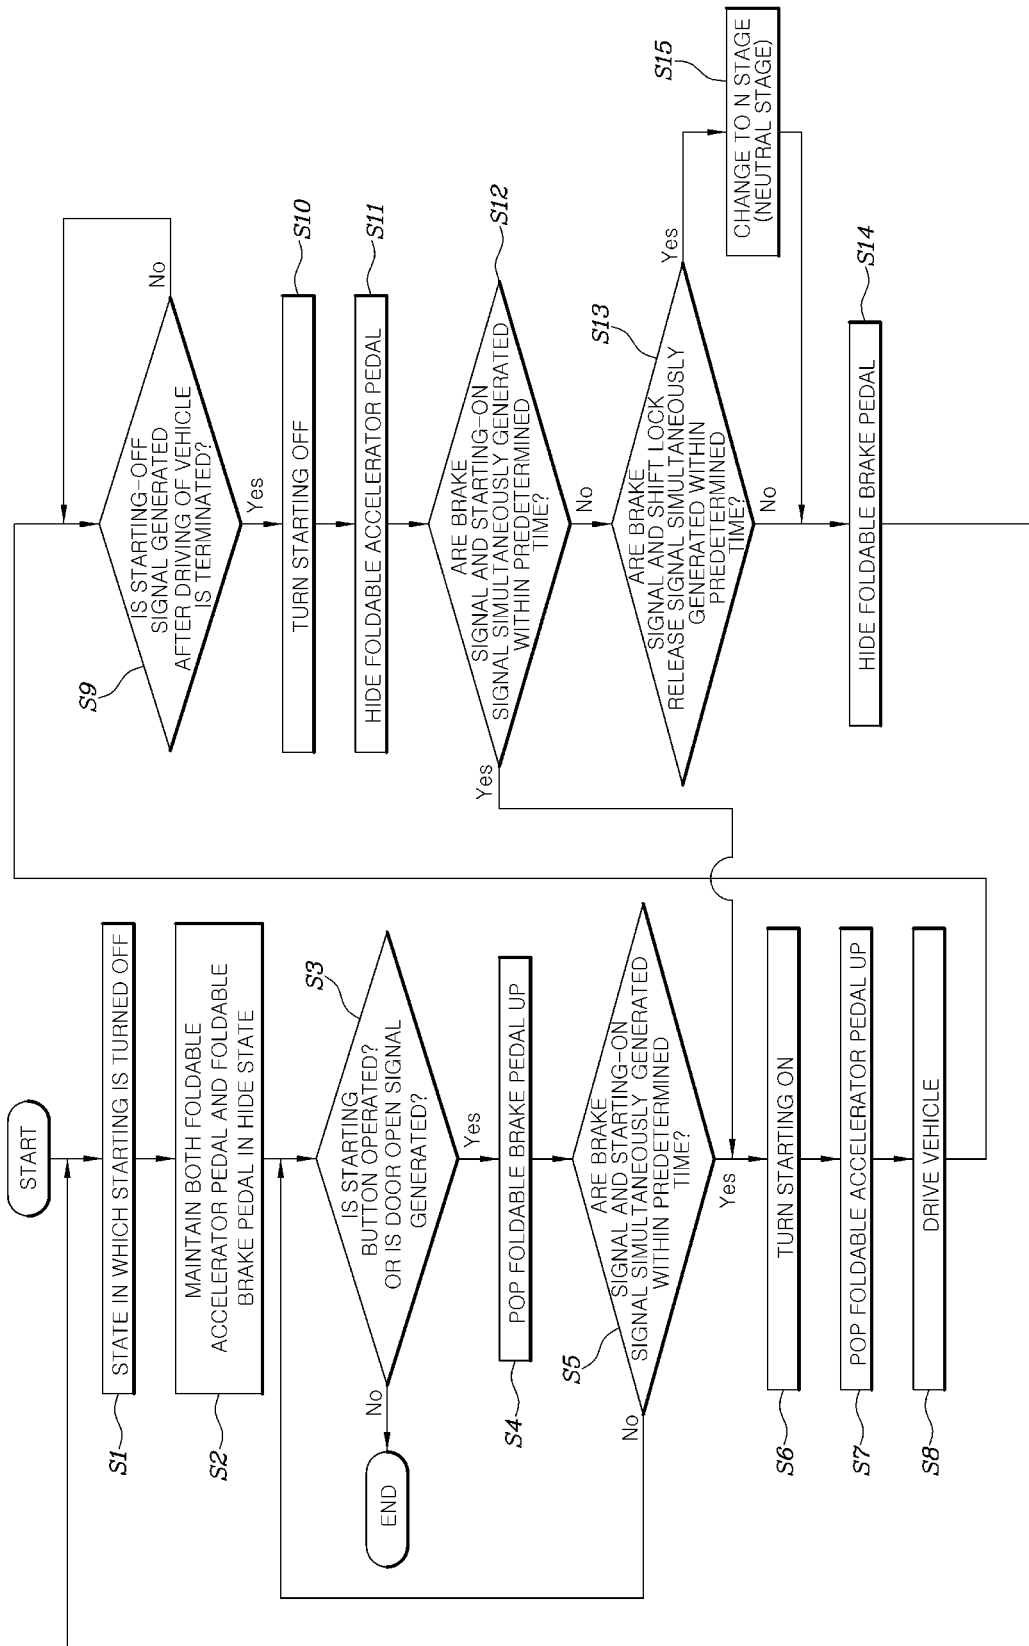 START
S1
STATE IN WHICH STARTING IS TURNED OFF
S2
MAINTAIN BOTH FOLDABLE
ACCELERATOR PEDAL AND FOLDABLE
BRAKE PEDAL IN HIDE STATE
S3
IS STARTING
BUTTON OPERATED?
OR IS DOOR OPEN SIGNAL
GENERATED?
No
END
Yes
S4
POP FOLDABLE BRAKE PEDAL UP
S5
ARE BRAKE
SIGNAL AND STARTING-ON
SIGNAL SIMULTANEOUSLY GENERATED
WITHIN PREDETERMINED
TIME?
No
Yes
S6
TURN STARTING ON
S7
POP FOLDABLE ACCELERATOR PEDAL UP
S8
DRIVE VEHICLE
S9
IS STARTING-OFF
SIGNAL GENERATED
AFTER DRIVING OF VEHICLE
IS TERMINATED?
No
Yes
S10
TURN STARTING OFF
S11
HIDE FOLDABLE ACCELERATOR PEDAL
S12
ARE BRAKE
SIGNAL AND STARTING-ON
SIGNAL SIMULTANEOUSLY GENERATED
WITHIN PREDETERMINED
TIME?
Yes
No
S13
ARE BRAKE
SIGNAL AND SHIFT LOCK
RELEASE SIGNAL SIMULTANEOUSLY
GENERATED WITHIN
PREDETERMINED
TIME?
Yes
No
S15
CHANGE TO N STAGE
(NEUTRAL STAGE)
S14
HIDE FOLDABLE BRAKE PEDAL